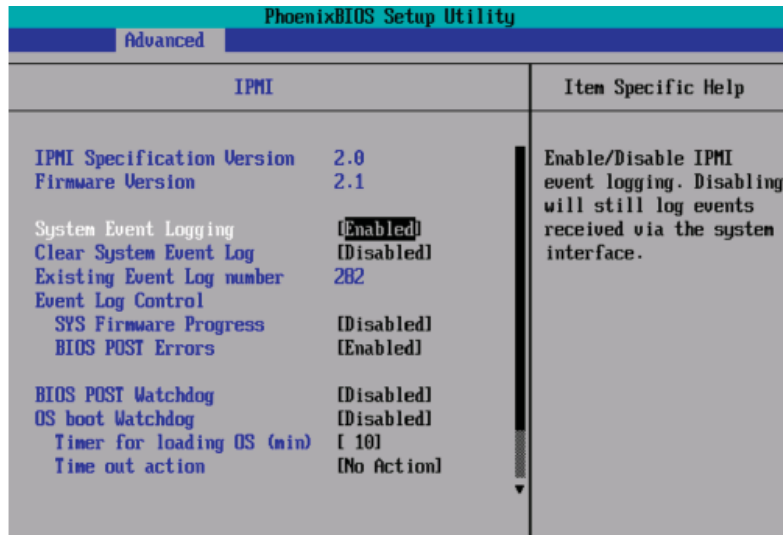 PhoenixBIOS Setup Utility
Advanced
IPMI
IPMI Specification Version 2.0
Firmware Version 2.1
System Event Logging [Enabled]
Clear System Event Log [Disabled]
Existing Event Log number 282
Event Log Control
SYS Firmware Progress [Disabled]
BIOS POST Errors [Enabled]
BIOS POST Watchdog [Disabled]
OS boot Watchdog [Disabled]
Timer for loading OS (min) [ 10]
Time out action [No Action]
Item Specific Help
Enable/Disable IPMI
event logging. Disabling
will still log events
received via the system
interface.